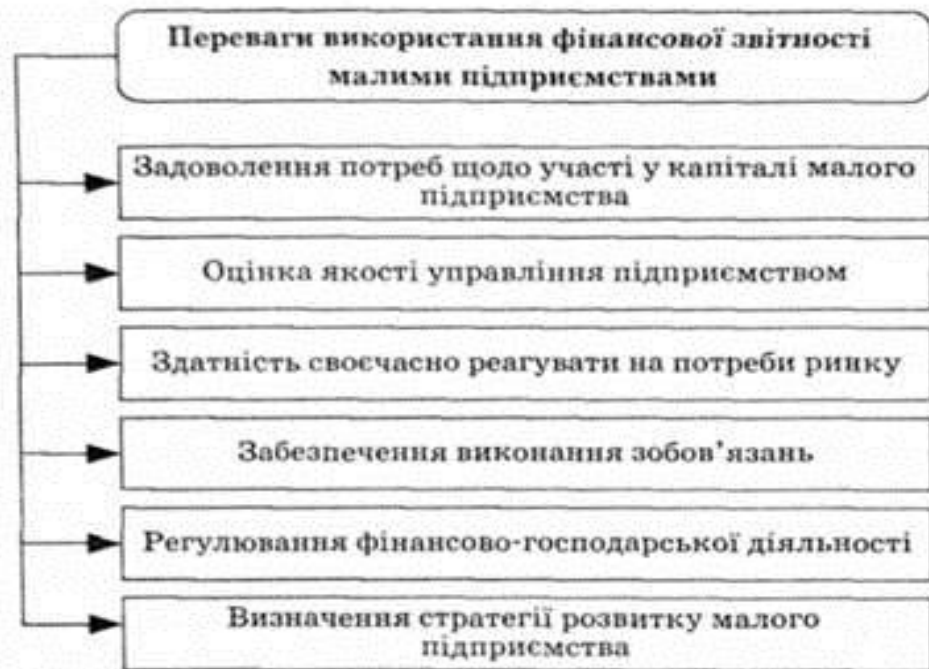 Переваги використання фінансової звітності
малими підприємствами
Задоволення потреб щодо участі у капіталі малого
підприємства
Оцінка якості управління підприємством
Здатність своєчасно реагувати на потреби ринку
Забезпечення виконання зобов'язань
Регулювання фінансово-господарської діяльності
Визначення стратегії розвитку малого
підприємства